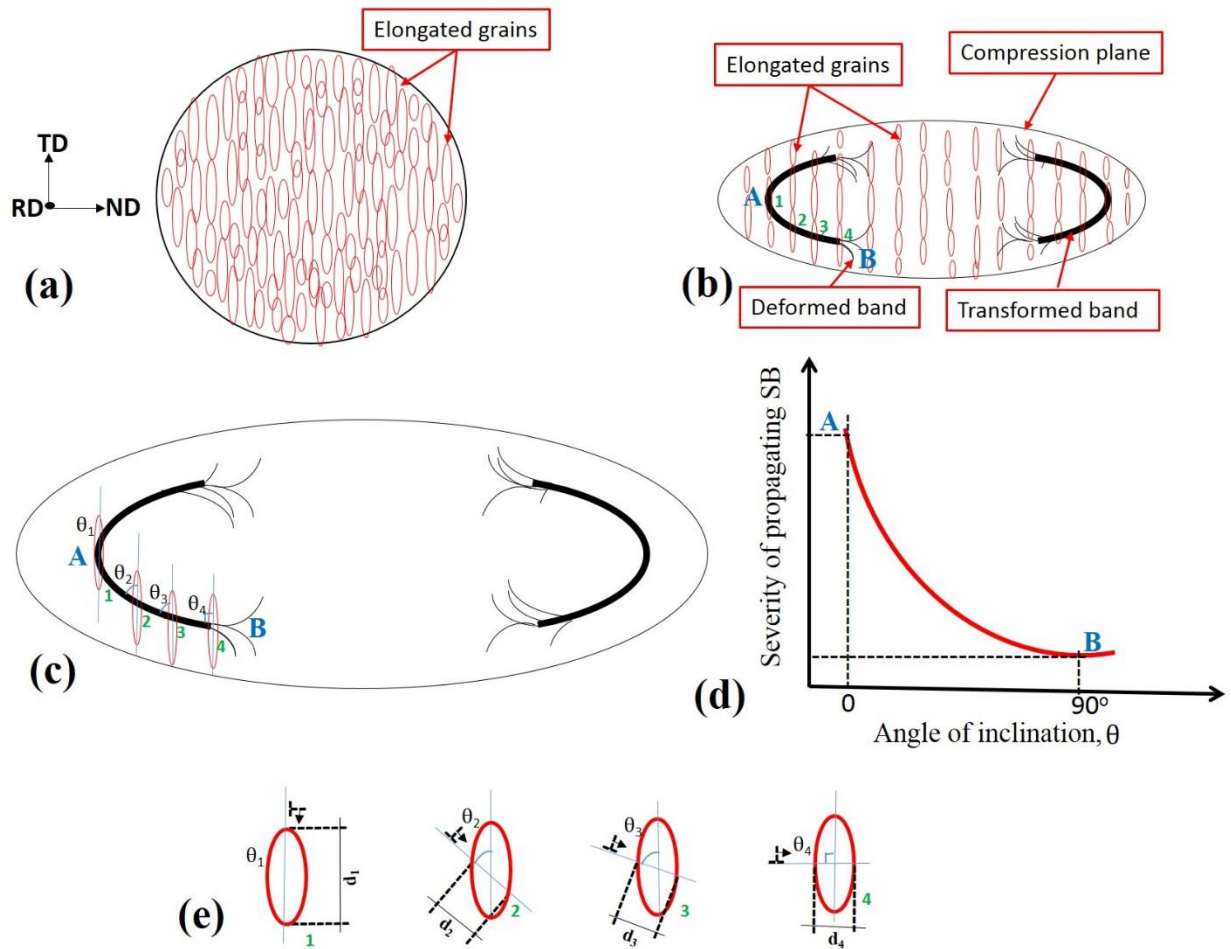 Elongated grains
TD
RD
ND
(a)
Elongated grains
Compression plane
A
1
2
3
4
B
(b)
Deformed band
Transformed band
θ1
A
θ2
θ3
θ4
1
2
3
4
B
(c)
Severity of propagating SB
A
B
(d)
0
90°
Angle of inclination, θ
θ1
d1
1
θ2
d2
2
θ3
d3
3
θ4
d4
4
(e)